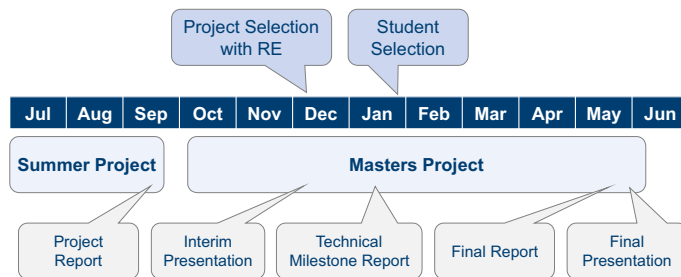 Project Selection
with RE
Student
Selection
Jul Aug Sep Oct Nov Dec Jan Feb Mar Apr May Jun
Summer Project
Masters Project
Project
Report
Interim
Presentation
Technical
Milestone Report
Final Report
Final
Presentation